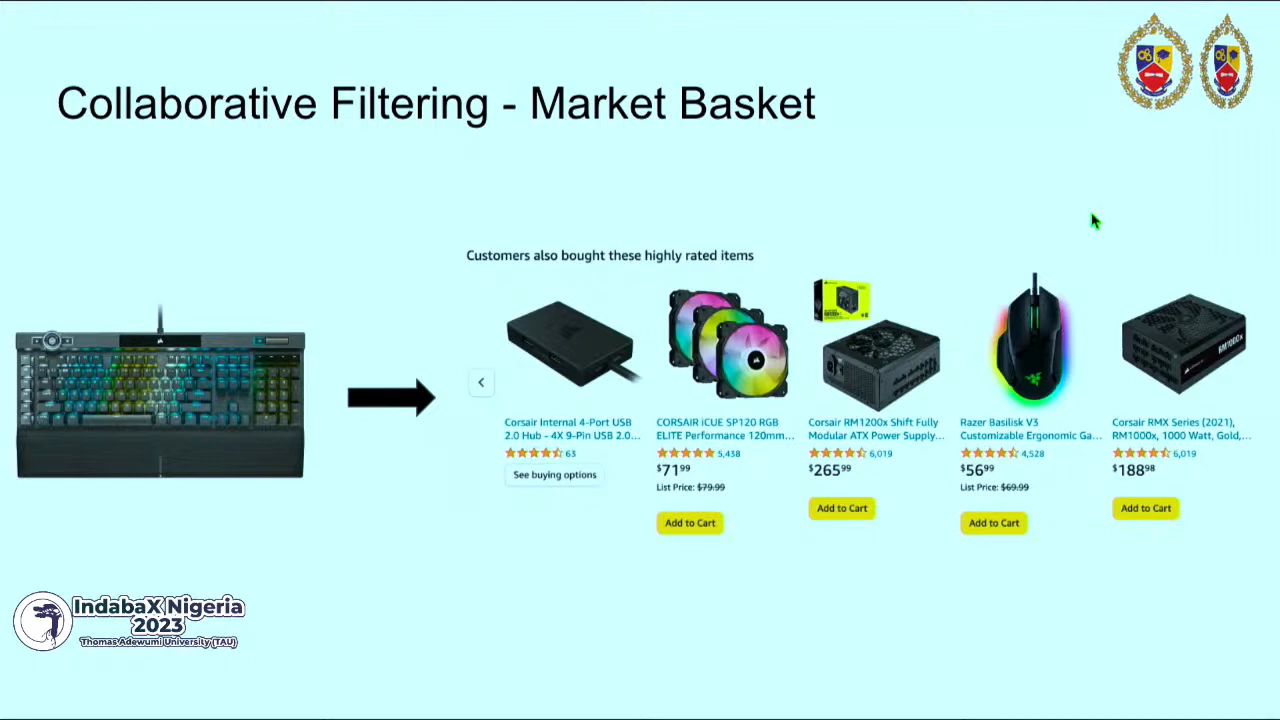 Collaborative Filtering - Market Basket
Customers also bought these highly rated items
Corsair Internal 4-Port USB
2.0 Hub - 4X 9-Pin USB 2.0...
63
See buying options
CORSAIR iCUE SP120 RGB
ELITE Performance 120mm...
5,438
$71.99
List Price: $79.99
Add to Cart
Corsair RM1200x Shift Fully
Modular ATX Power Supply...
6,019
$265.99
Add to Cart
Razer Basilisk V3
Customizable Ergonomic Ga...
4,528
$56.99
List Price: $69.99
Add to Cart
RM1000x
Corsair RMX Series (2021),
RM1000x, 1000 Watt, Gold,...
6,019
$188.98
Add to Cart
IndabaX Nigeria
2023
Thomas Adewumi University (TAU)